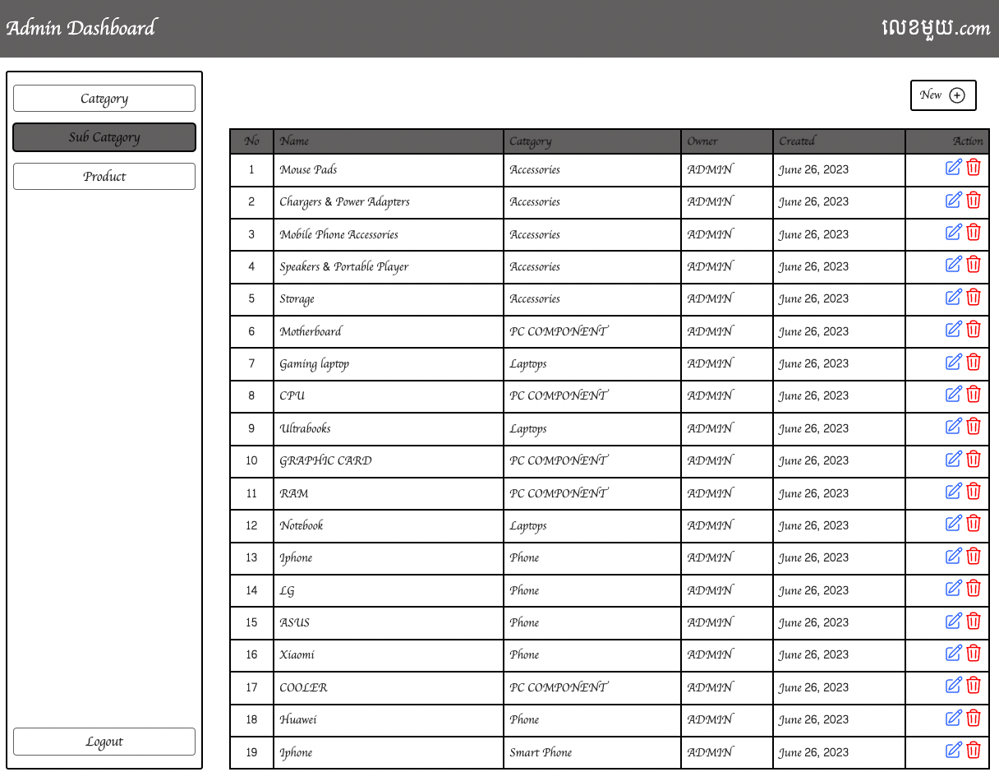 Admin Dashboard លេខមួយ.com
Category
Sub Category
Product
Logout
New
No Name Category Owner Created Action
1 Mouse Pads Accessories ADMIN June 26, 2023
2 Chargers & Power Adapters Accessories ADMIN June 26, 2023
3 Mobile Phone Accessories Accessories ADMIN June 26, 2023
4 Speakers & Portable Player Accessories ADMIN June 26, 2023
5 Storage Accessories ADMIN June 26, 2023
6 Motherboard PC COMPONENT ADMIN June 26, 2023
7 Gaming laptop Laptops ADMIN June 26, 2023
8 CPU PC COMPONENT ADMIN June 26, 2023
9 Ultrabooks Laptops ADMIN June 26, 2023
10 GRAPHIC CARD PC COMPONENT ADMIN June 26, 2023
11 RAM PC COMPONENT ADMIN June 26, 2023
12 Notebook Laptops ADMIN June 26, 2023
13 Iphone Phone ADMIN June 26, 2023
14 LG Phone ADMIN June 26, 2023
15 ASUS Phone ADMIN June 26, 2023
16 Xiaomi Phone ADMIN June 26, 2023
17 COOLER PC COMPONENT ADMIN June 26, 2023
18 Huawei Phone ADMIN June 26, 2023
19 Iphone Smart Phone ADMIN June 26, 2023